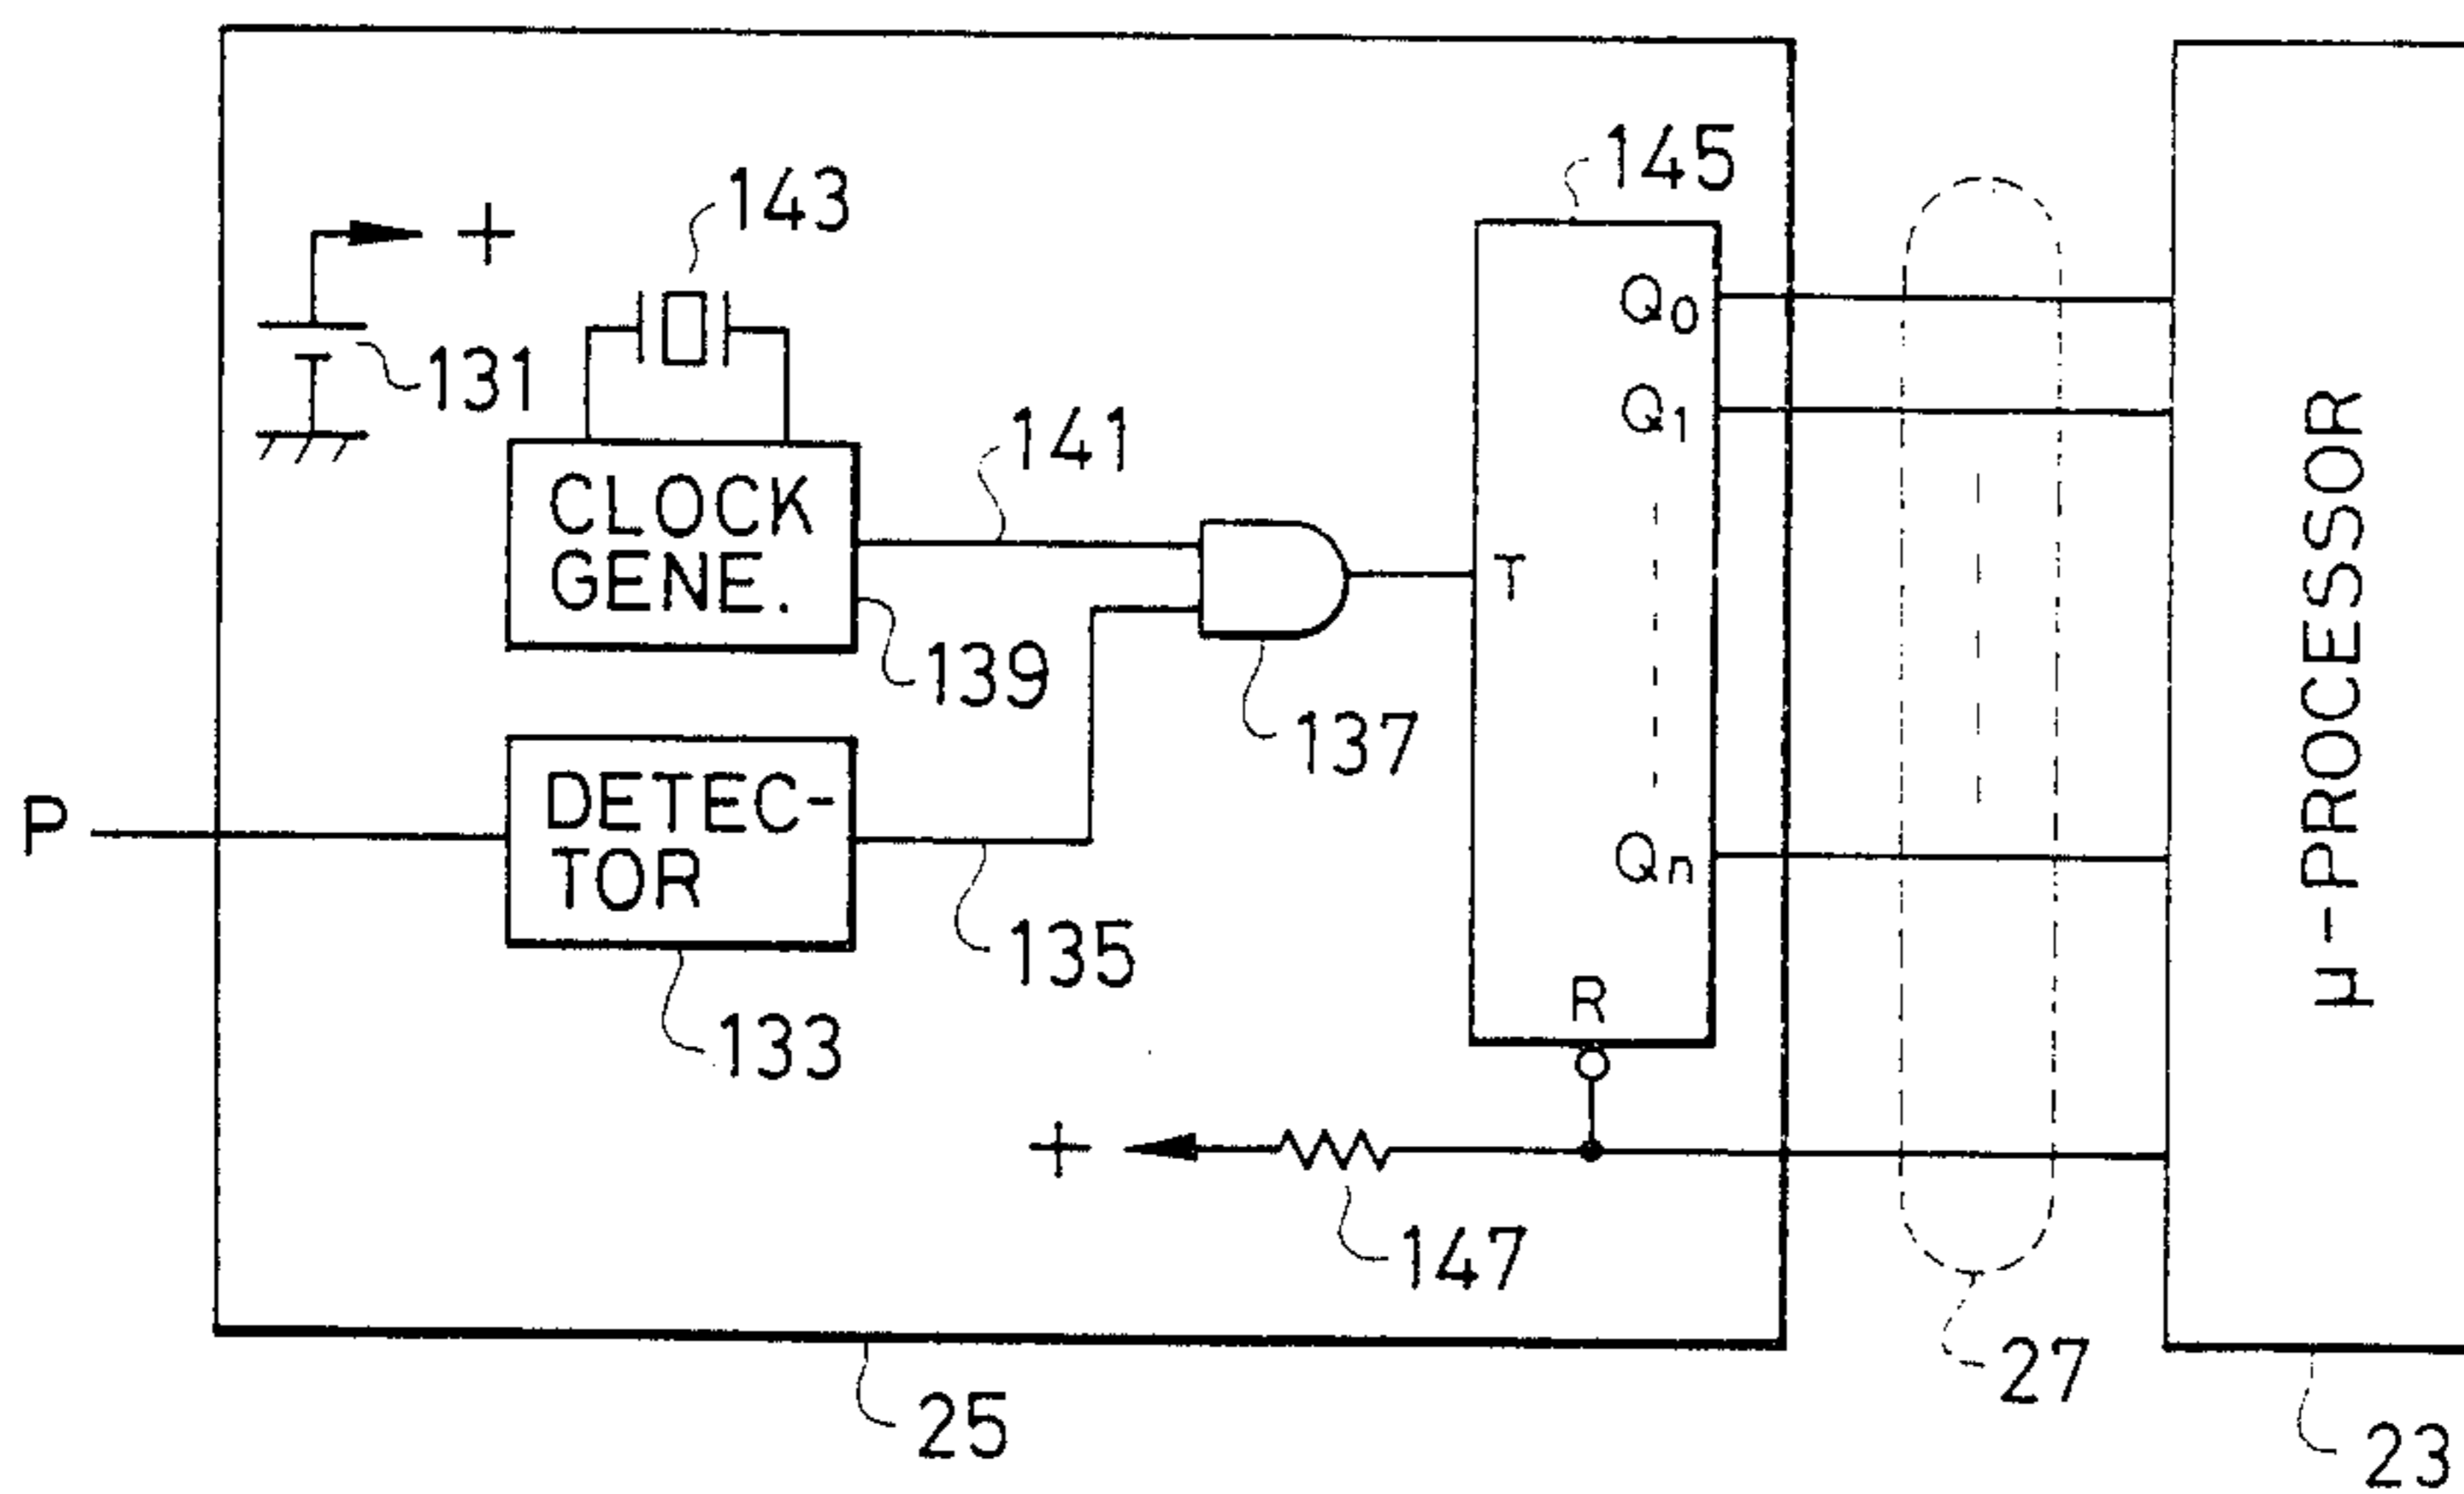 145
143
+
Q0
131
Q1
141
CLOCK
GENE.
T
139
137
µ-PROCESSOR
DETEC-
TOR
P
Qn
135
R
133
+
147
27
25
23